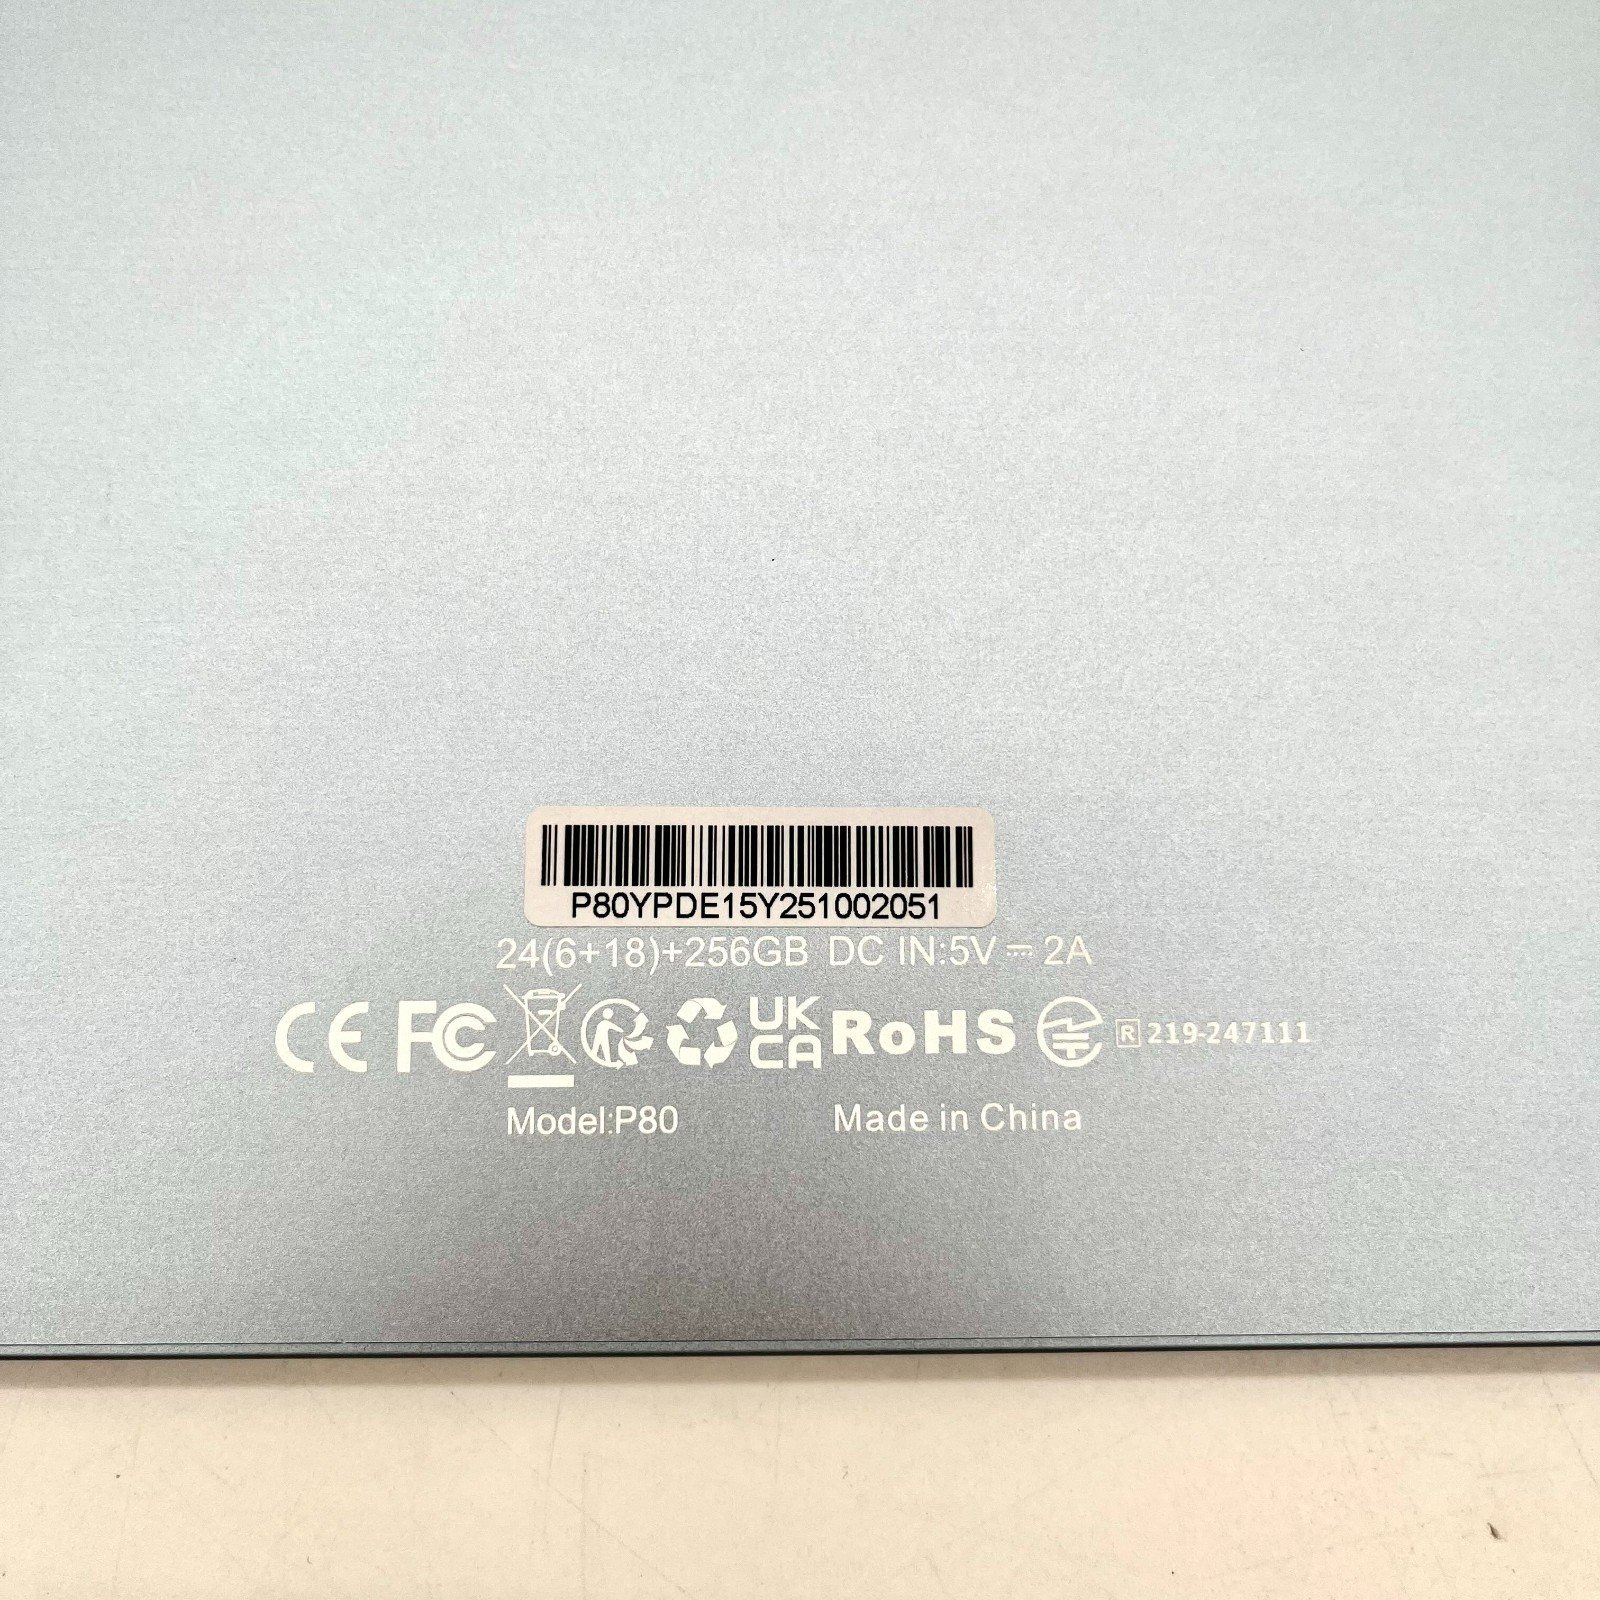 P80YPDE15Y251002051
24(6+18)+256GB DC IN:5V ⎓ 2A
CE FC UK CA RoHS R 219-247111
Model:P80 Made in China